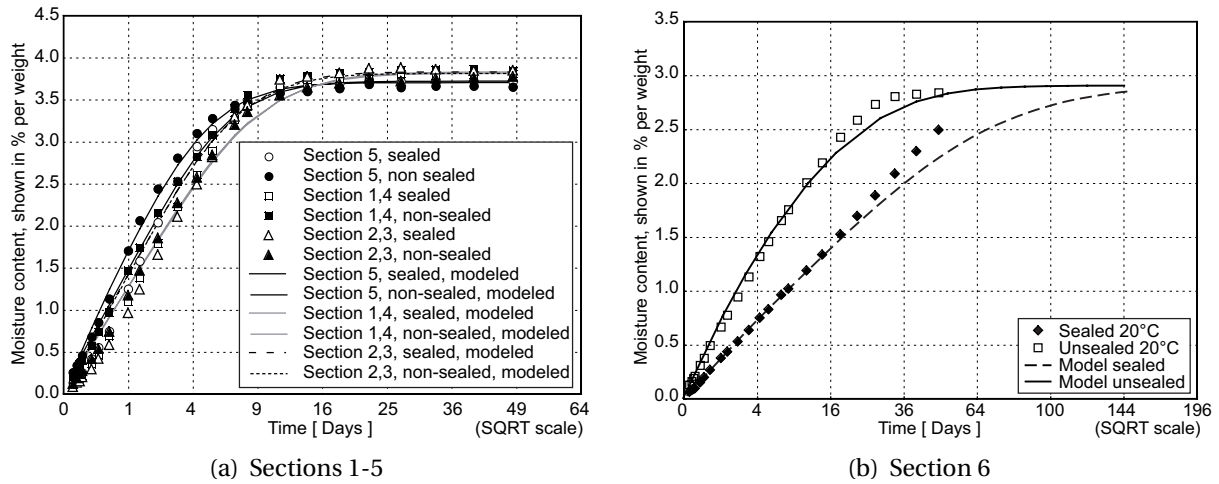 Moisture content, shown in % per weight
4.5
4.0
3.5
3.0
2.5
2.0
1.5
1.0
0.5
0.0
0 1 4 9 16 25 36 49 64
Time [ Days ]
(SQRT scale)
Section 5, sealed
Section 5, non sealed
Section 1,4 sealed
Section 1,4, non-sealed
Section 2,3, sealed
Section 2,3, non-sealed
Section 5, sealed, modeled
Section 5, non-sealed, modeled
Section 1,4, sealed, modeled
Section 1,4, non-sealed, modeled
Section 2,3, sealed, modeled
Section 2,3, non-sealed, modeled
(a) Sections 1-5
Moisture content, shown in % per weight
3.5
3.0
2.5
2.0
1.5
1.0
0.5
0.0
0 4 16 36 64 100 144 196
Time [ Days ]
(SQRT scale)
Sealed 20°C
Unsealed 20°C
Model sealed
Model unsealed
(b) Section 6